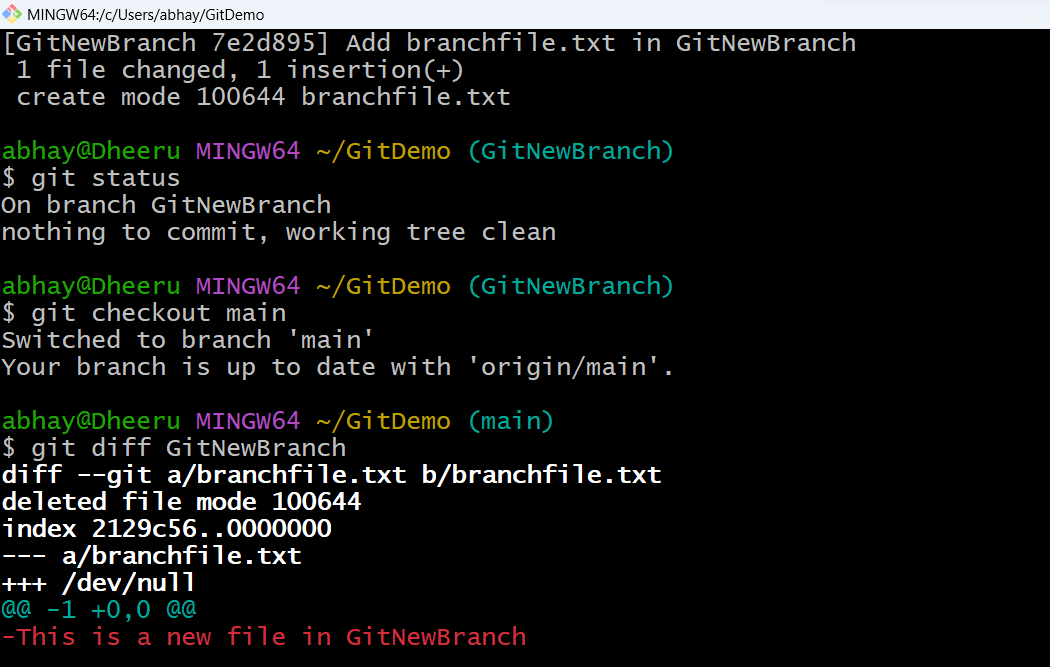 MINGW64:/c/Users/abhay/GitDemo
[GitNewBranch 7e2d895] Add branchfile.txt in GitNewBranch
 1 file changed, 1 insertion(+)
 create mode 100644 branchfile.txt

abhay@Dheeru MINGW64 ~/GitDemo (GitNewBranch)
$ git status
On branch GitNewBranch
nothing to commit, working tree clean

abhay@Dheeru MINGW64 ~/GitDemo (GitNewBranch)
$ git checkout main
Switched to branch 'main'
Your branch is up to date with 'origin/main'.

abhay@Dheeru MINGW64 ~/GitDemo (main)
$ git diff GitNewBranch
diff --git a/branchfile.txt b/branchfile.txt
deleted file mode 100644
index 2129c56..0000000
--- a/branchfile.txt
+++ /dev/null
@@ -1 +0,0 @@
-This is a new file in GitNewBranch